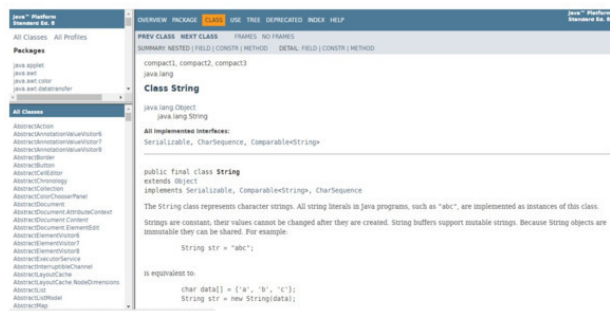 Java™ Platform
Standard Ed. 8
All Classes All Profiles
Packages
java.applet
java.awt
java.awt.color
java.awt.datatransfer
All Classes
AbstractAction
AbstractAnnotationValueVisitor6
AbstractAnnotationValueVisitor7
AbstractAnnotationValueVisitor8
AbstractBorder
AbstractButton
AbstractCellEditor
AbstractChronology
AbstractCollection
AbstractColorChooserPanel
AbstractDocument
AbstractDocument.AttributeContext
AbstractDocument.Content
AbstractDocument.ElementEdit
AbstractElementVisitor6
AbstractElementVisitor7
AbstractElementVisitor8
AbstractExecutorService
AbstractInterruptibleChannel
AbstractLayoutCache
AbstractLayoutCache.NodeDimensions
AbstractList
AbstractListModel
AbstractMap
OVERVIEW PACKAGE CLASS USE TREE DEPRECATED INDEX HELP
Java™ Platform
Standard Ed. 8
PREV CLASS NEXT CLASS FRAMES NO FRAMES
SUMMARY: NESTED | FIELD | CONSTR | METHOD DETAIL: FIELD | CONSTR | METHOD
compact1, compact2, compact3
java.lang
Class String
java.lang.Object
java.lang.String
All Implemented Interfaces:
Serializable, CharSequence, Comparable<String>
public final class String
extends Object
implements Serializable, Comparable<String>, CharSequence
The String class represents character strings. All string literals in Java programs, such as "abc", are implemented as instances of this class.
Strings are constant; their values cannot be changed after they are created. String buffers support mutable strings. Because String objects are
immutable they can be shared. For example:
String str = "abc";
is equivalent to:
char data[] = {'a', 'b', 'c'};
String str = new String(data);